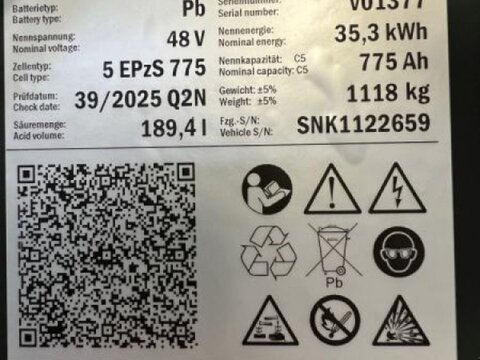 Batterietyp: Pb
Battery type:
Serial number: V01377
Nennspannung: 48 V
Nominal voltage:
Nennenergie: 35,3 kWh
Nominal energy:
Zellentyp: 5 EPzS 775
Cell type:
Nennkapazität: C5 775 Ah
Nominal capacity: C5
Prüfdatum: 39/2025 Q2N
Check date:
Gewicht: ±5% 1118 kg
Weight: ±5%
Säuremenge: 189,4 l
Acid volume:
Fzg.-S/N: SNK1122659
Vehicle S/N:
Pb